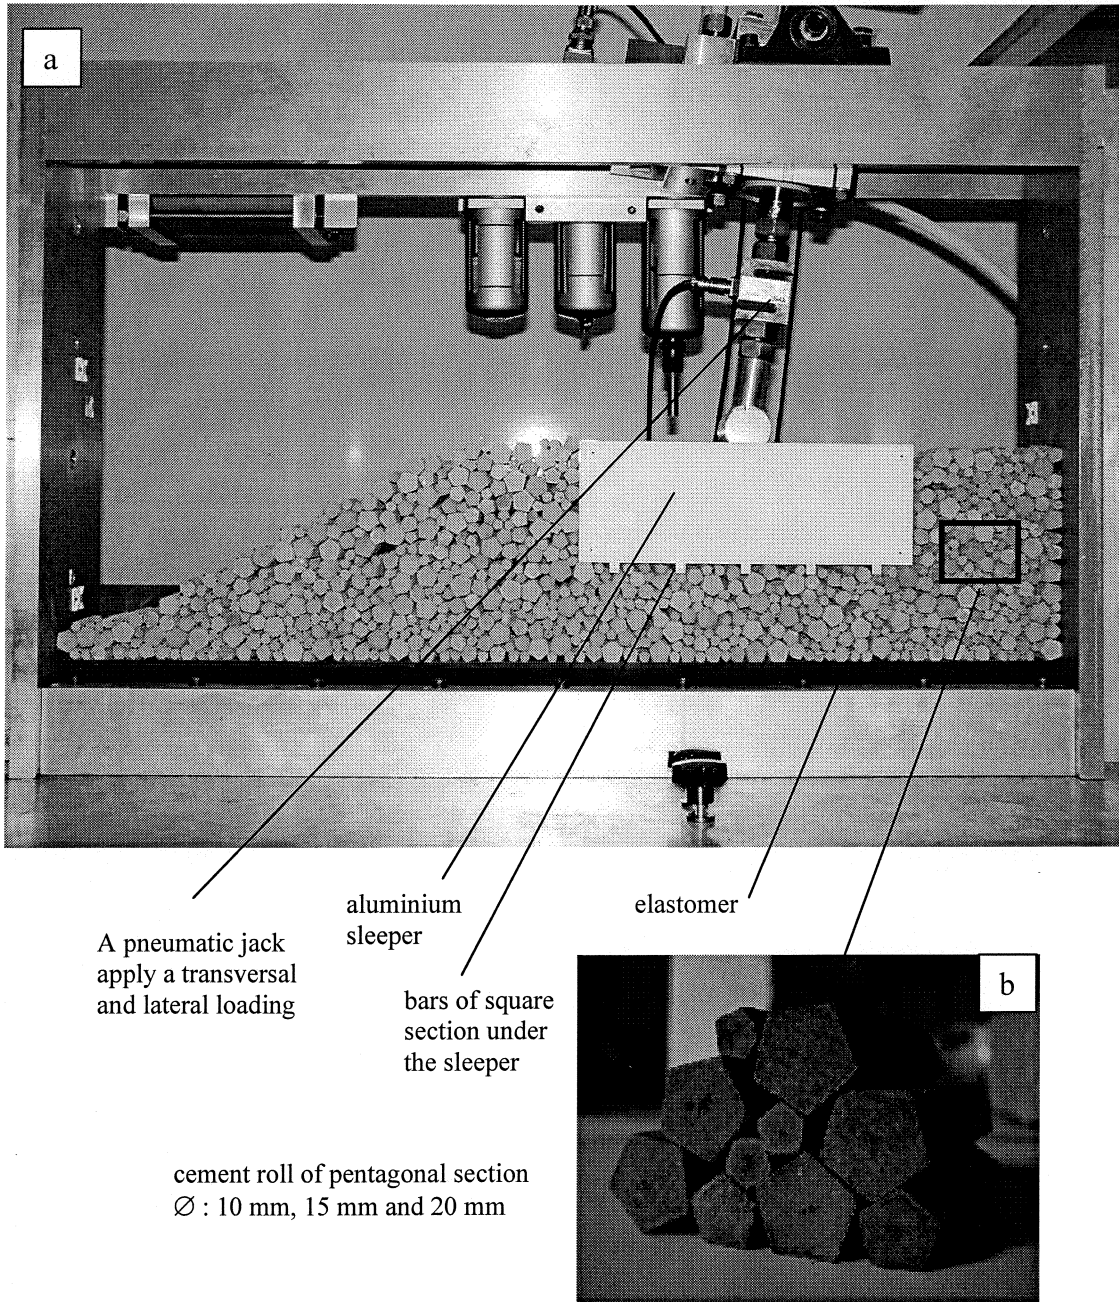 a
A pneumatic jack
apply a transversal
and lateral loading
aluminium
sleeper
bars of square
section under
the sleeper
elastomer
b
cement roll of pentagonal section
∅ : 10 mm, 15 mm and 20 mm